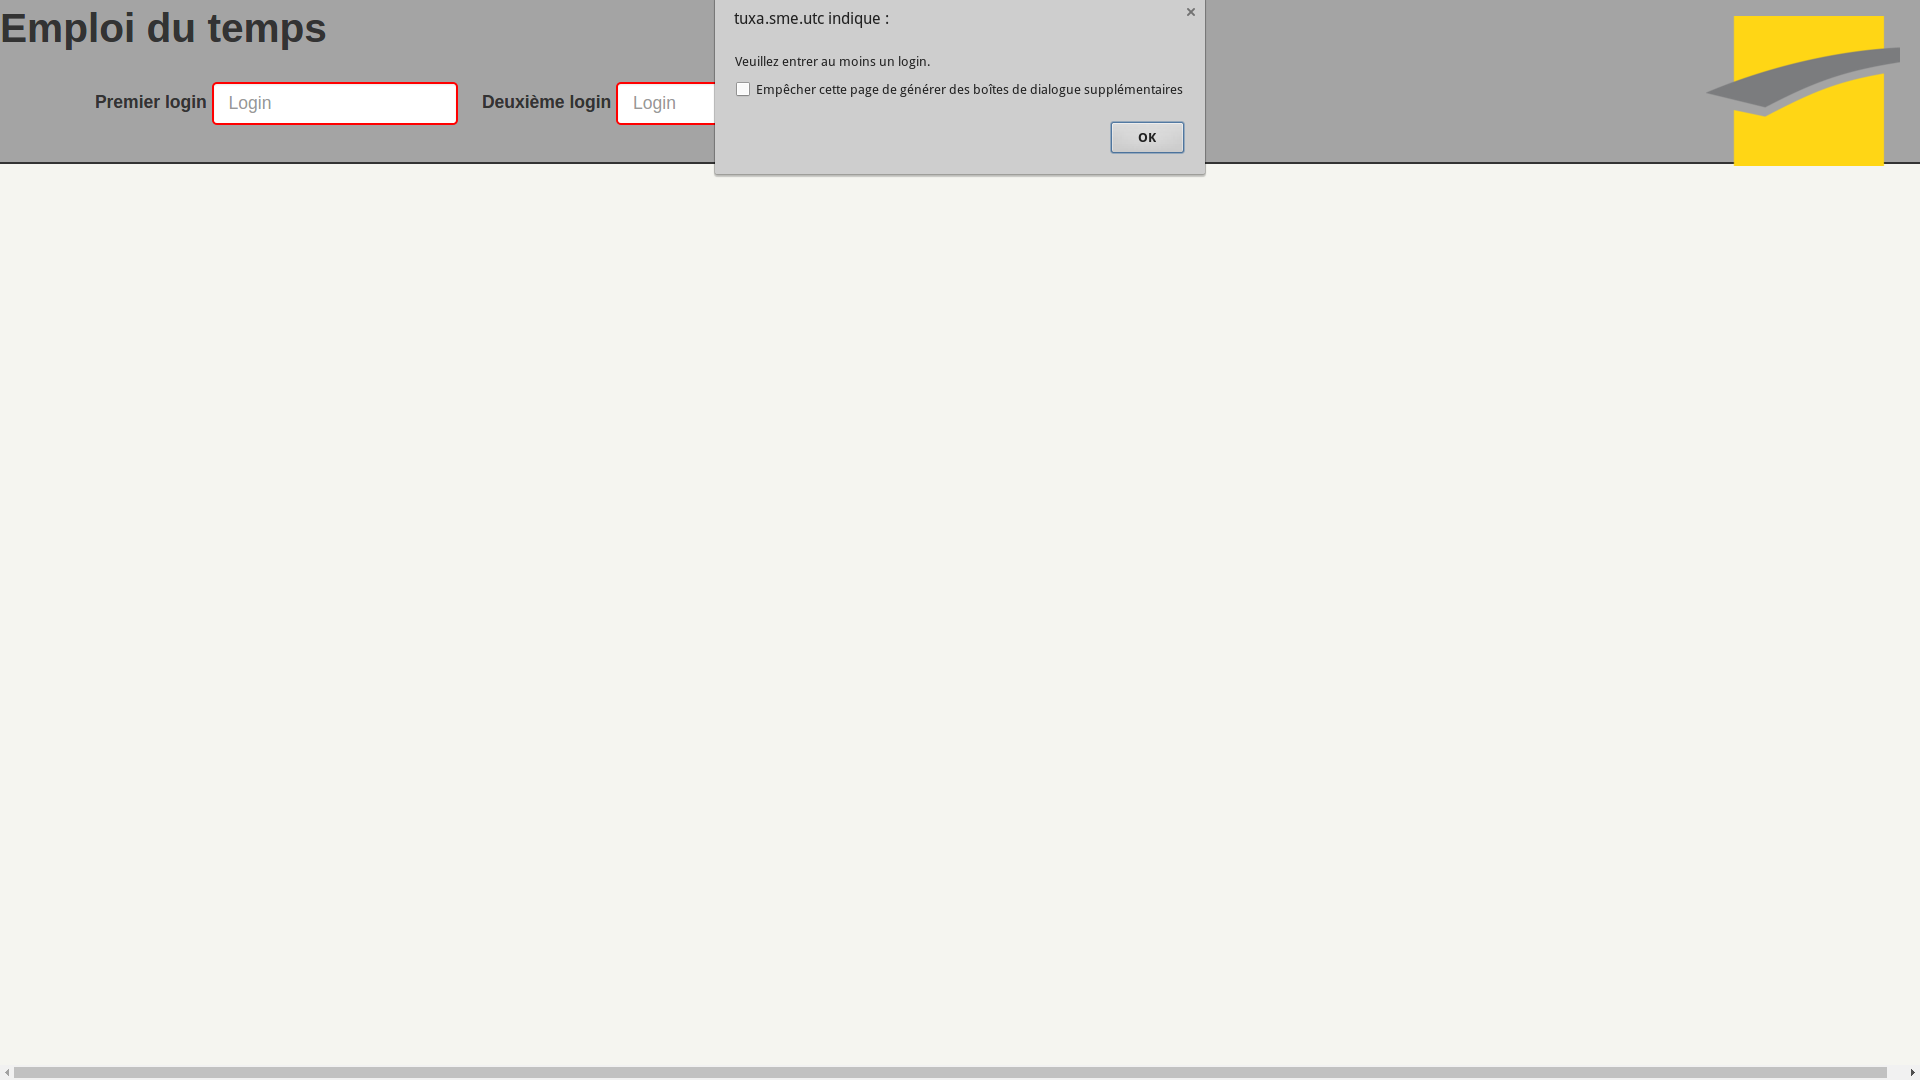 Emploi du temps
Premier login Login Deuxième login Login
tuxa.sme.utc indique :
Veuillez entrer au moins un login.
Empêcher cette page de générer des boîtes de dialogue supplémentaires
OK